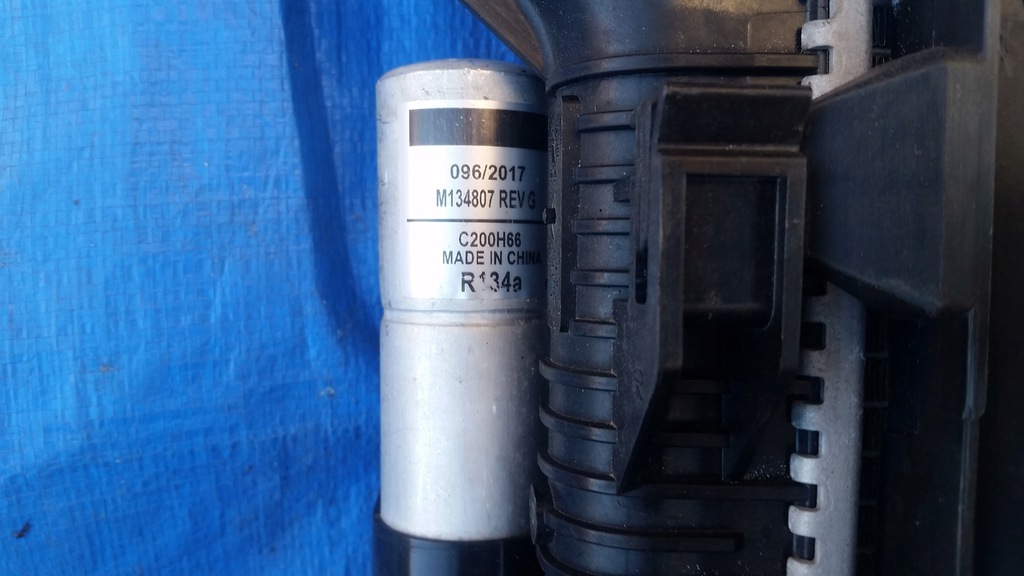 096/2017
M134807 REV G
C200H66
MADE IN CHINA
R134a